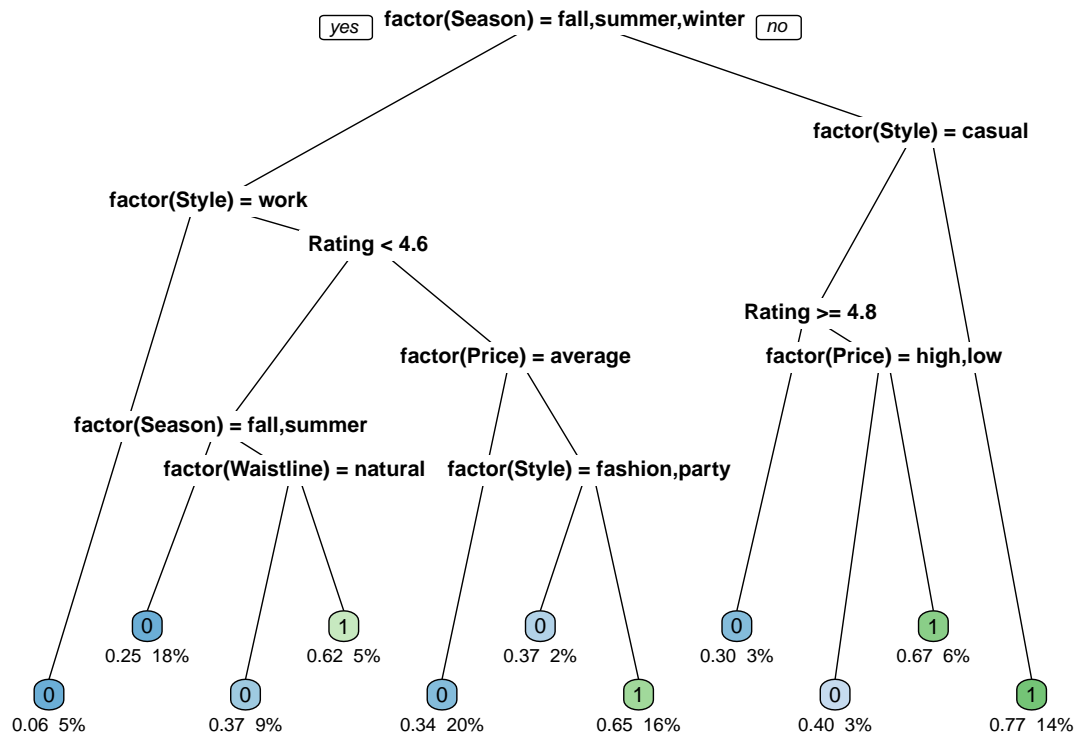 yes factor(Season) = fall,summer,winter no
factor(Style) = casual
factor(Style) = work
Rating < 4.6
Rating >= 4.8
factor(Price) = average
factor(Price) = high,low
factor(Season) = fall,summer
factor(Waistline) = natural
factor(Style) = fashion,party
0
0.25 18%
1
0.62 5%
0
0.37 2%
0
0.30 3%
1
0.67 6%
0
0.06 5%
0
0.37 9%
0
0.34 20%
1
0.65 16%
0
0.40 3%
1
0.77 14%